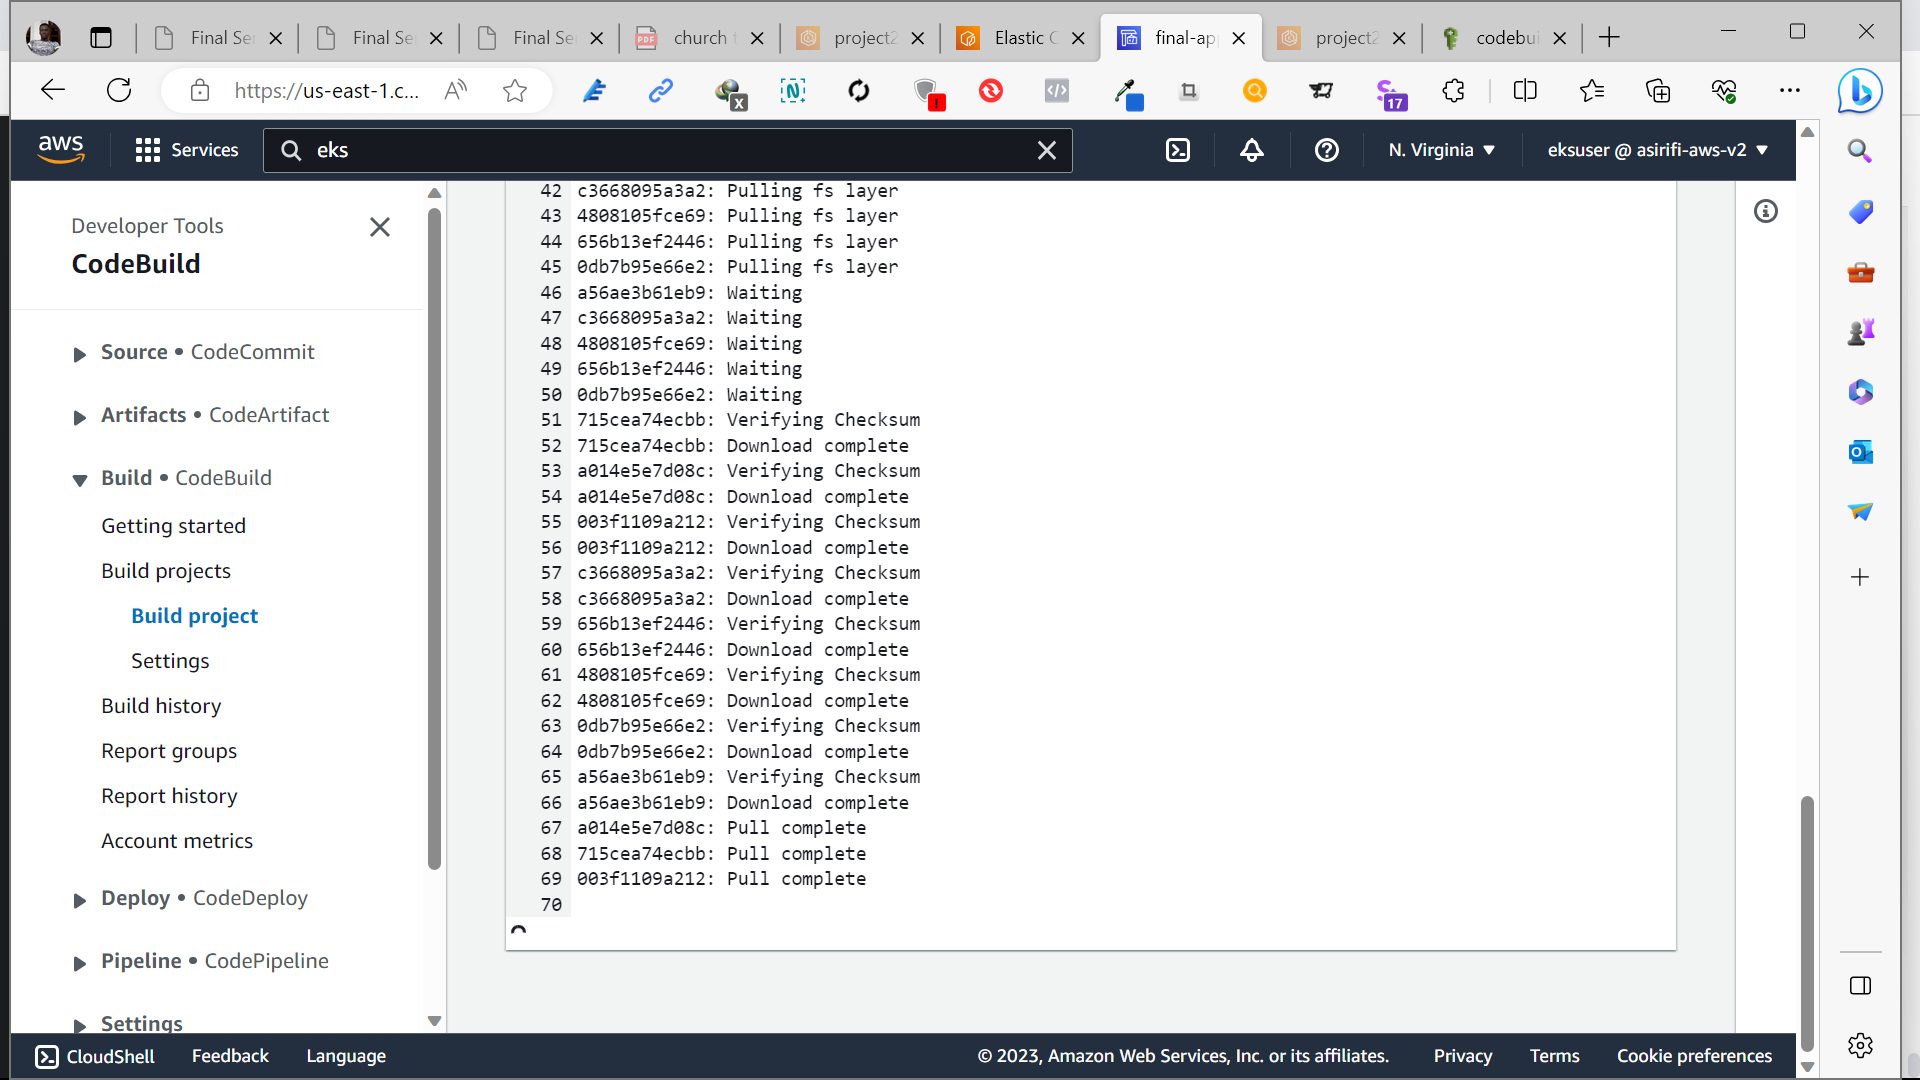 Final Se
Final Se
Final Se
church
project2
Elastic C
final-app
project2
codebui
https://us-east-1.c...
17
aws
Services
eks
N. Virginia
eksuser @ asirifi-aws-v2
Developer Tools
CodeBuild
Source • CodeCommit
Artifacts • CodeArtifact
Build • CodeBuild
Getting started
Build projects
Build project
Settings
Build history
Report groups
Report history
Account metrics
Deploy • CodeDeploy
Pipeline • CodePipeline
Settings
42 c3668095a3a2: Pulling fs layer
43 4808105fce69: Pulling fs layer
44 656b13ef2446: Pulling fs layer
45 0db7b95e66e2: Pulling fs layer
46 a56ae3b61eb9: Waiting
47 c3668095a3a2: Waiting
48 4808105fce69: Waiting
49 656b13ef2446: Waiting
50 0db7b95e66e2: Waiting
51 715cea74ecbb: Verifying Checksum
52 715cea74ecbb: Download complete
53 a014e5e7d08c: Verifying Checksum
54 a014e5e7d08c: Download complete
55 003f1109a212: Verifying Checksum
56 003f1109a212: Download complete
57 c3668095a3a2: Verifying Checksum
58 c3668095a3a2: Download complete
59 656b13ef2446: Verifying Checksum
60 656b13ef2446: Download complete
61 4808105fce69: Verifying Checksum
62 4808105fce69: Download complete
63 0db7b95e66e2: Verifying Checksum
64 0db7b95e66e2: Download complete
65 a56ae3b61eb9: Verifying Checksum
66 a56ae3b61eb9: Download complete
67 a014e5e7d08c: Pull complete
68 715cea74ecbb: Pull complete
69 003f1109a212: Pull complete
70
CloudShell
Feedback
Language
© 2023, Amazon Web Services, Inc. or its affiliates.
Privacy
Terms
Cookie preferences